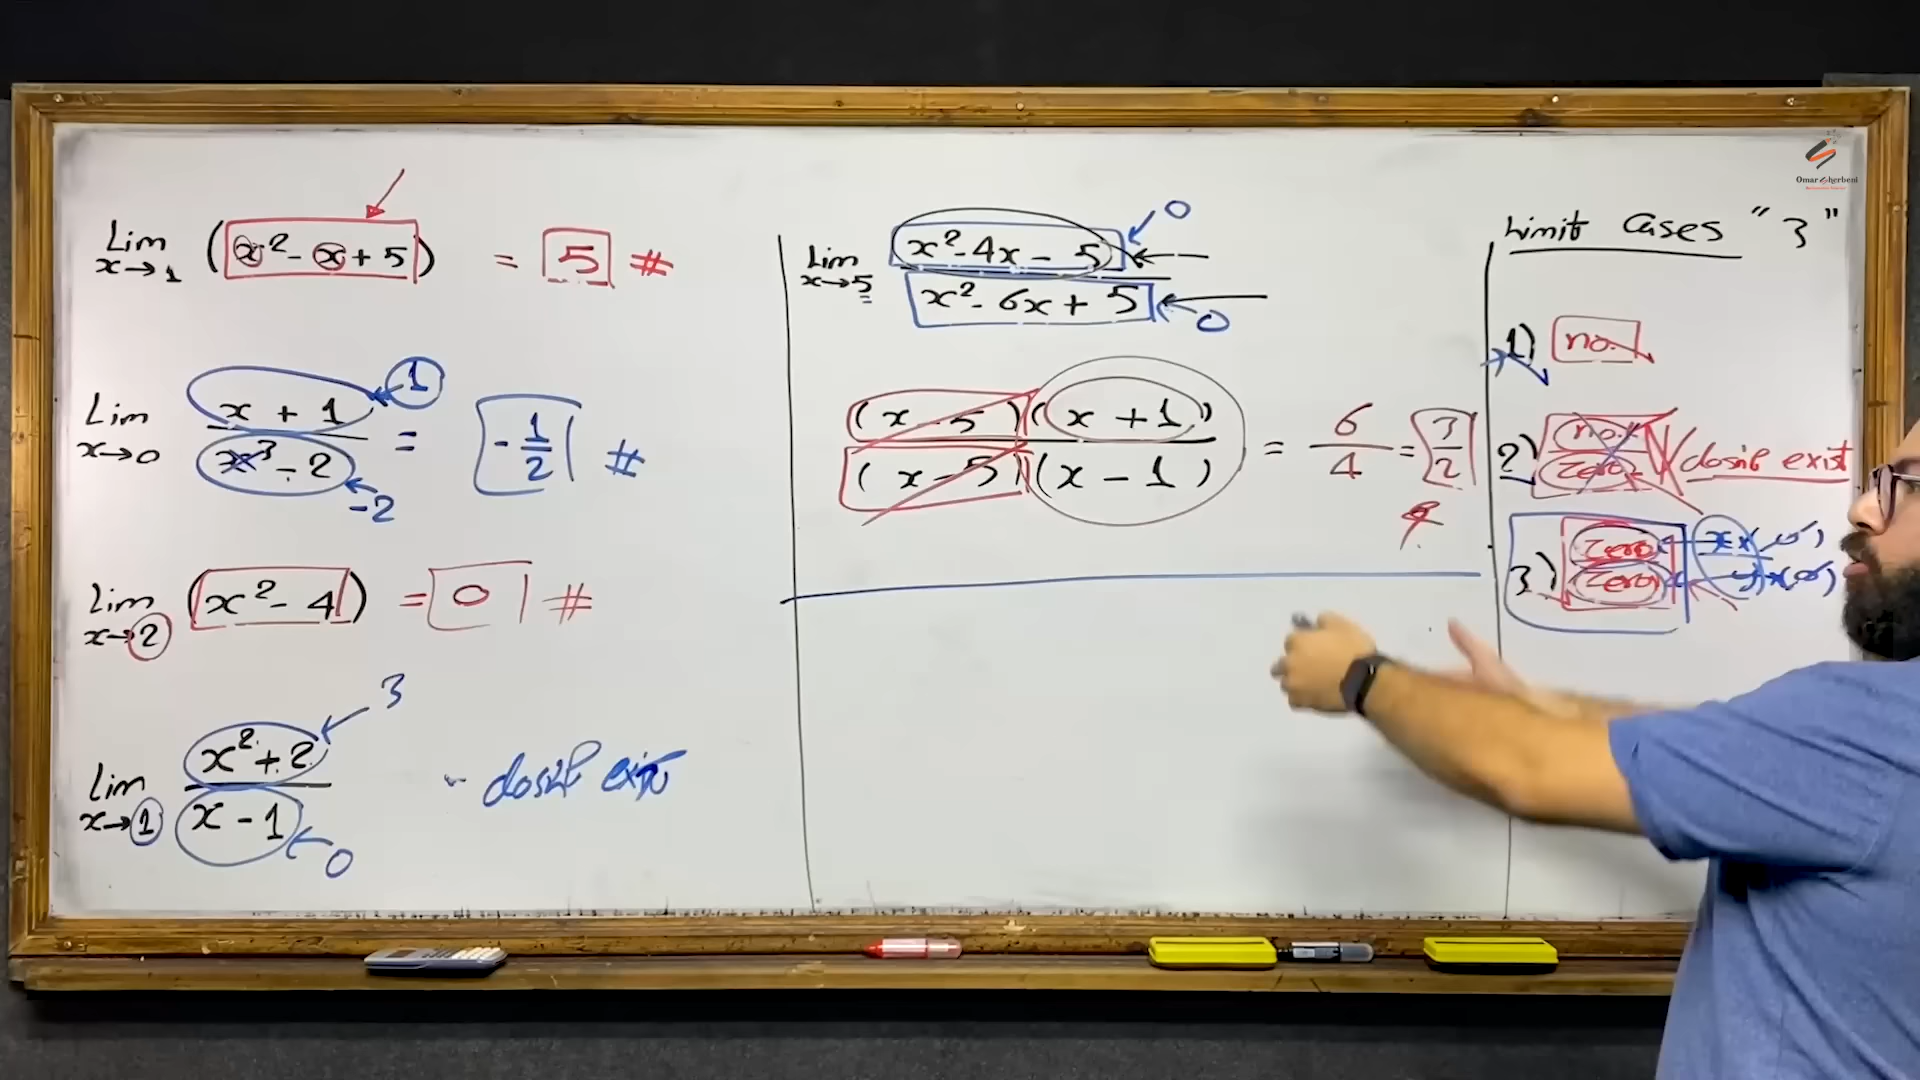 Lim x→1 (x² - x + 5) = 5 #
Lim x→0 x + 1 / x³ - 2 = - 1/2 #
1
-2
Lim x→2 (x² - 4) = 0 #
Lim x→1 x² + 2 / x - 1
3
0
Lim x→5 x² - 4x - 5 / x² - 6x + 5
0
0
(x - 5)(x + 1) / (x - 5)(x - 1) = 6/4 = 3/2
Limit Cases "3"
1) no.
2) no. / zero exist
3) zero / zero
Omar Sherbeni